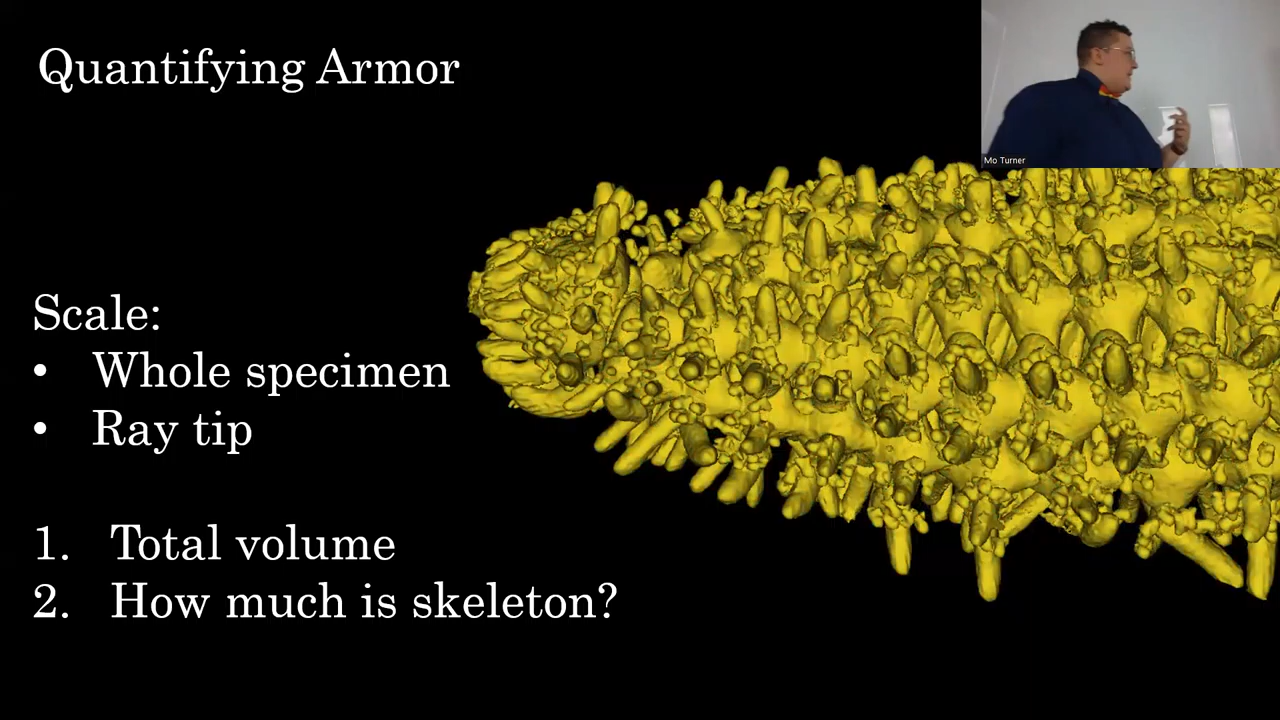 Quantifying Armor
Mo Turner
Scale:
• Whole specimen
• Ray tip
1. Total volume
2. How much is skeleton?